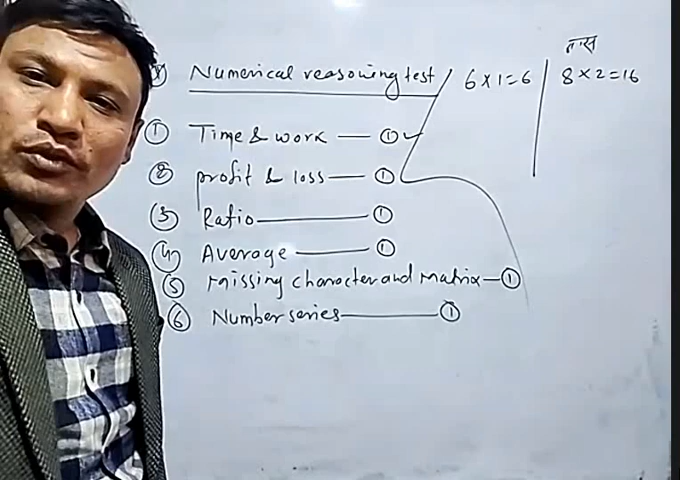 Numerical reasoning test
6 × 1 = 6
8 × 2 = 16
① Time & work — ①
② profit & loss — ①
③ Ratio — ①
④ Average — ①
⑤ Missing character and Matrix — ①
⑥ Number series — ①